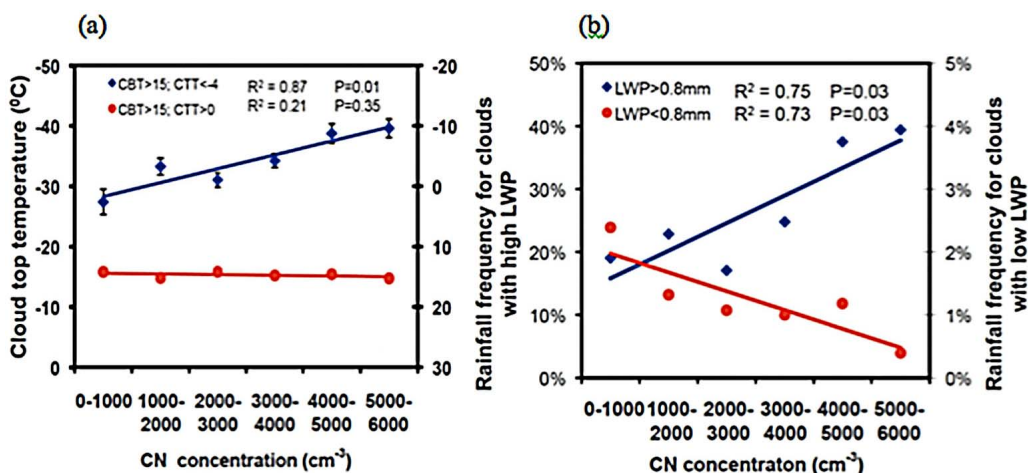 (a)
-50
-40
-30
-20
-10
0
Cloud top temperature (⁰C)
CBT>15; CTT<-4 R² = 0.87 P=0.01
CBT>15; CTT>0 R² = 0.21 P=0.35
-20
-10
0
10
20
30
0-1000 1000-2000 2000-3000 3000-4000 4000-5000 5000-6000
CN concentration (cm⁻³)
(b)
Rainfall frequency for clouds
with high LWP
50%
40%
30%
20%
10%
0%
LWP>0.8mm R² = 0.75 P=0.03
LWP<0.8mm R² = 0.73 P=0.03
5%
4%
3%
2%
1%
0%
Rainfall frequency for clouds
with low LWP
0-1000 1000-2000 2000-3000 3000-4000 4000-5000 5000-6000
CN concentraton (cm⁻³)